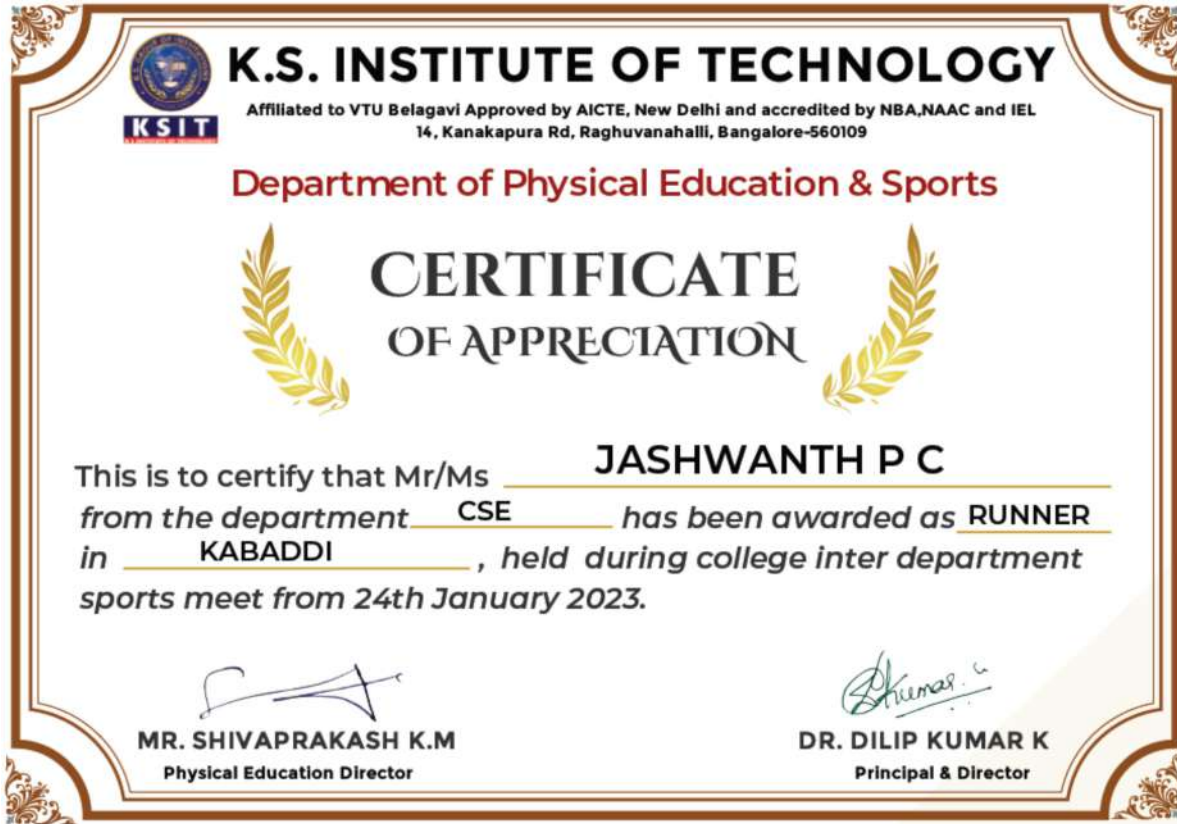 K.S. INSTITUTE OF TECHNOLOGY
Affiliated to VTU Belagavi Approved by AICTE, New Delhi and accredited by NBA,NAAC and IEL
14, Kanakapura Rd, Raghuvanahalli, Bangalore-560109
KSIT
Department of Physical Education & Sports
CERTIFICATE
OF APPRECIATION
This is to certify that Mr/Ms JASHWANTH P C
from the department CSE has been awarded as RUNNER
in KABADDI , held during college inter department
sports meet from 24th January 2023.
MR. SHIVAPRAKASH K.M
Physical Education Director
DR. DILIP KUMAR K
Principal & Director